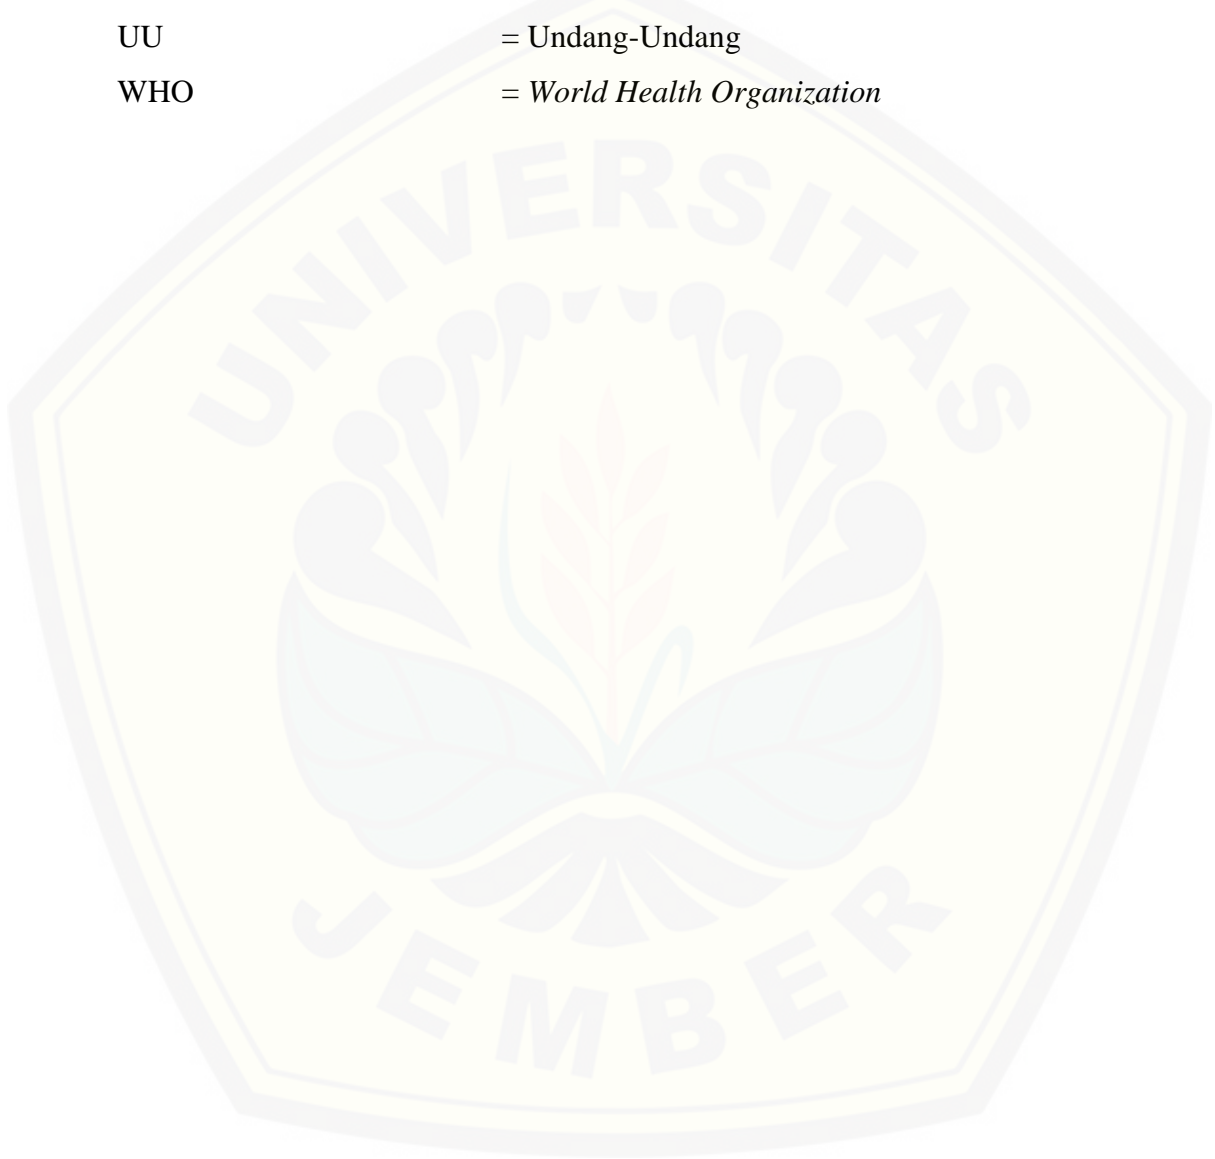 UU = Undang-Undang
WHO = World Health Organization
UNIVERSITAS
JEMBER